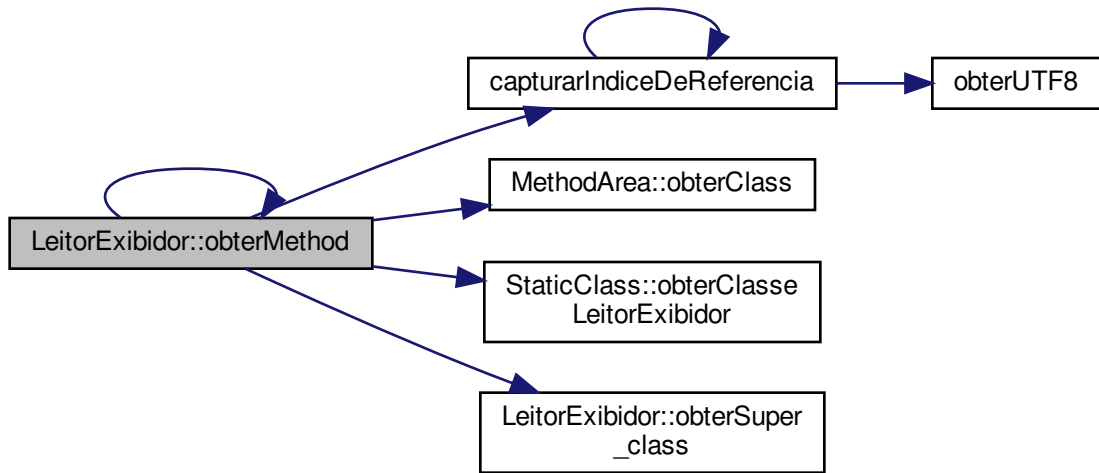 capturarIndiceDeReferencia
obterUTF8
MethodArea::obterClass
LeitorExibidor::obterMethod
StaticClass::obterClasse
LeitorExibidor
LeitorExibidor::obterSuper
_class